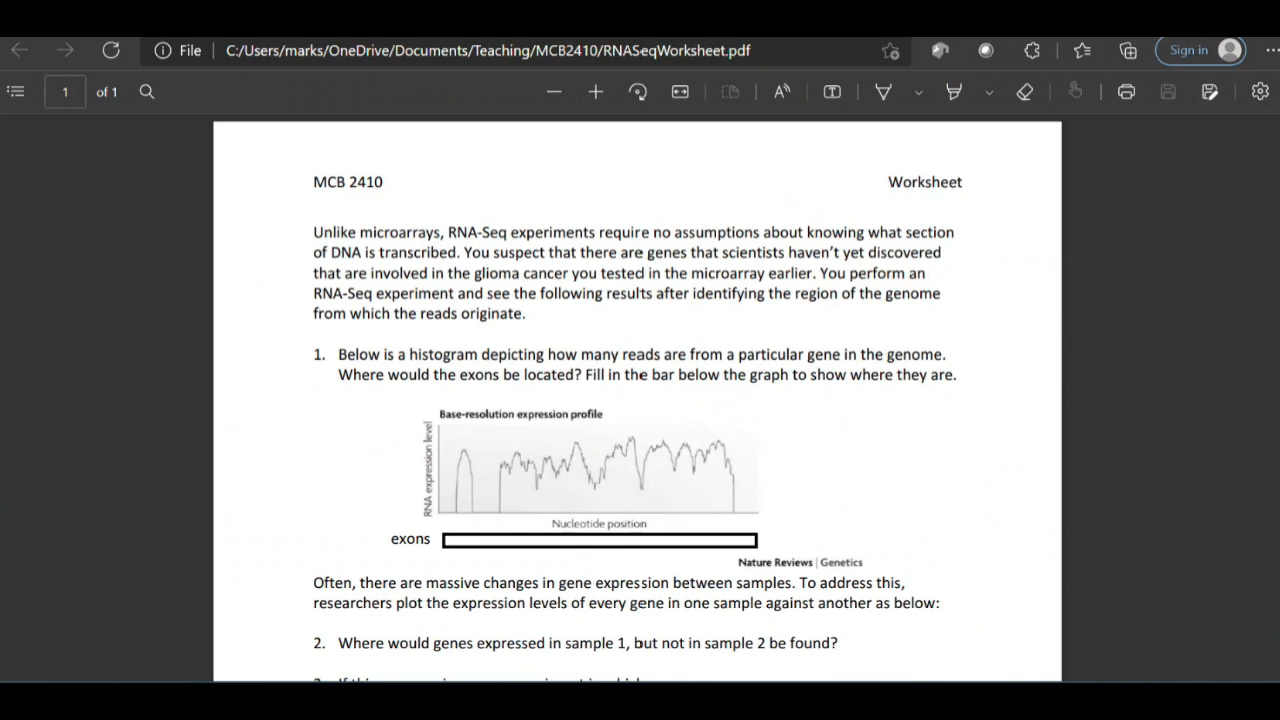 File C:/Users/marks/OneDrive/Documents/Teaching/MCB2410/RNASeqWorksheet.pdf Sign in
1 of 1
MCB 2410 Worksheet
Unlike microarrays, RNA-Seq experiments require no assumptions about knowing what section
of DNA is transcribed. You suspect that there are genes that scientists haven’t yet discovered
that are involved in the glioma cancer you tested in the microarray earlier. You perform an
RNA-Seq experiment and see the following results after identifying the region of the genome
from which the reads originate.
1. Below is a histogram depicting how many reads are from a particular gene in the genome.
Where would the exons be located? Fill in the bar below the graph to show where they are.
Base-resolution expression profile
RNA expression level
Nucleotide position
exons
Nature Reviews | Genetics
Often, there are massive changes in gene expression between samples. To address this,
researchers plot the expression levels of every gene in one sample against another as below:
2. Where would genes expressed in sample 1, but not in sample 2 be found?